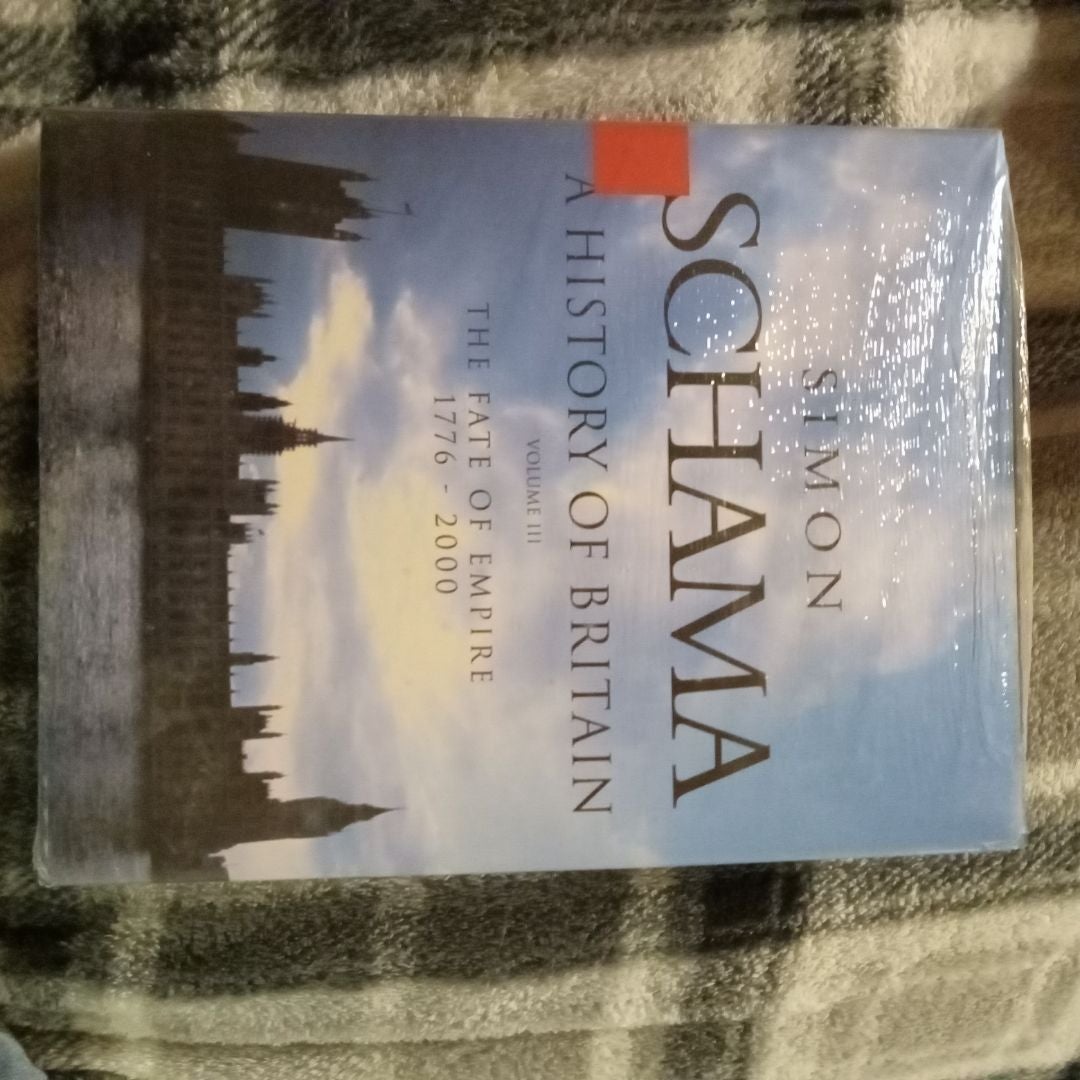 SIMON
SCHAMA
A HISTORY OF BRITAIN
VOLUME III
THE FATE OF EMPIRE
1776 - 2000